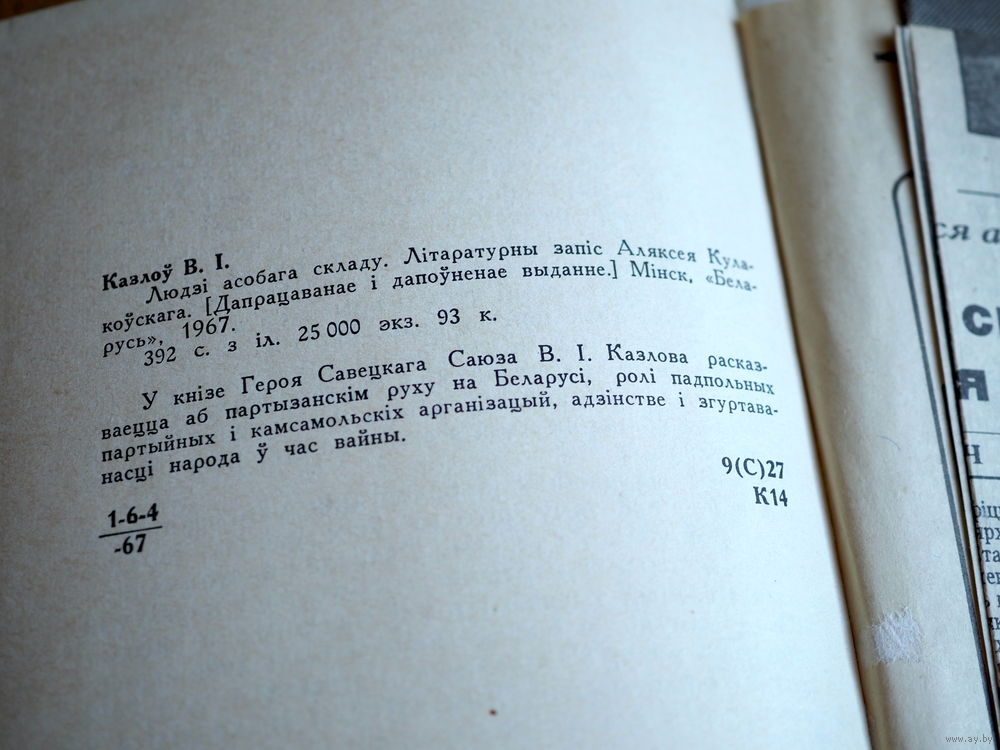 Казлоў В. І.
Людзі асобага складу. Літаратурны запіс Аляксея Кула-
коўскага. [Дапрацаванае і дапоўненае выданне.] Мінск, «Бела-
русь», 1967.
392 с. з іл. 25 000 экз. 93 к.
У кнізе Героя Савецкага Саюза В. І. Казлова расказ-
ваецца аб партызанскім руху на Беларусі, ролі падпольных
партыйных і камсамольскіх арганізацый, адзінстве і згуртава-
насці народа ў час вайны.
9(С)27
К14
1-6-4
-67
ся а
www.ay.by